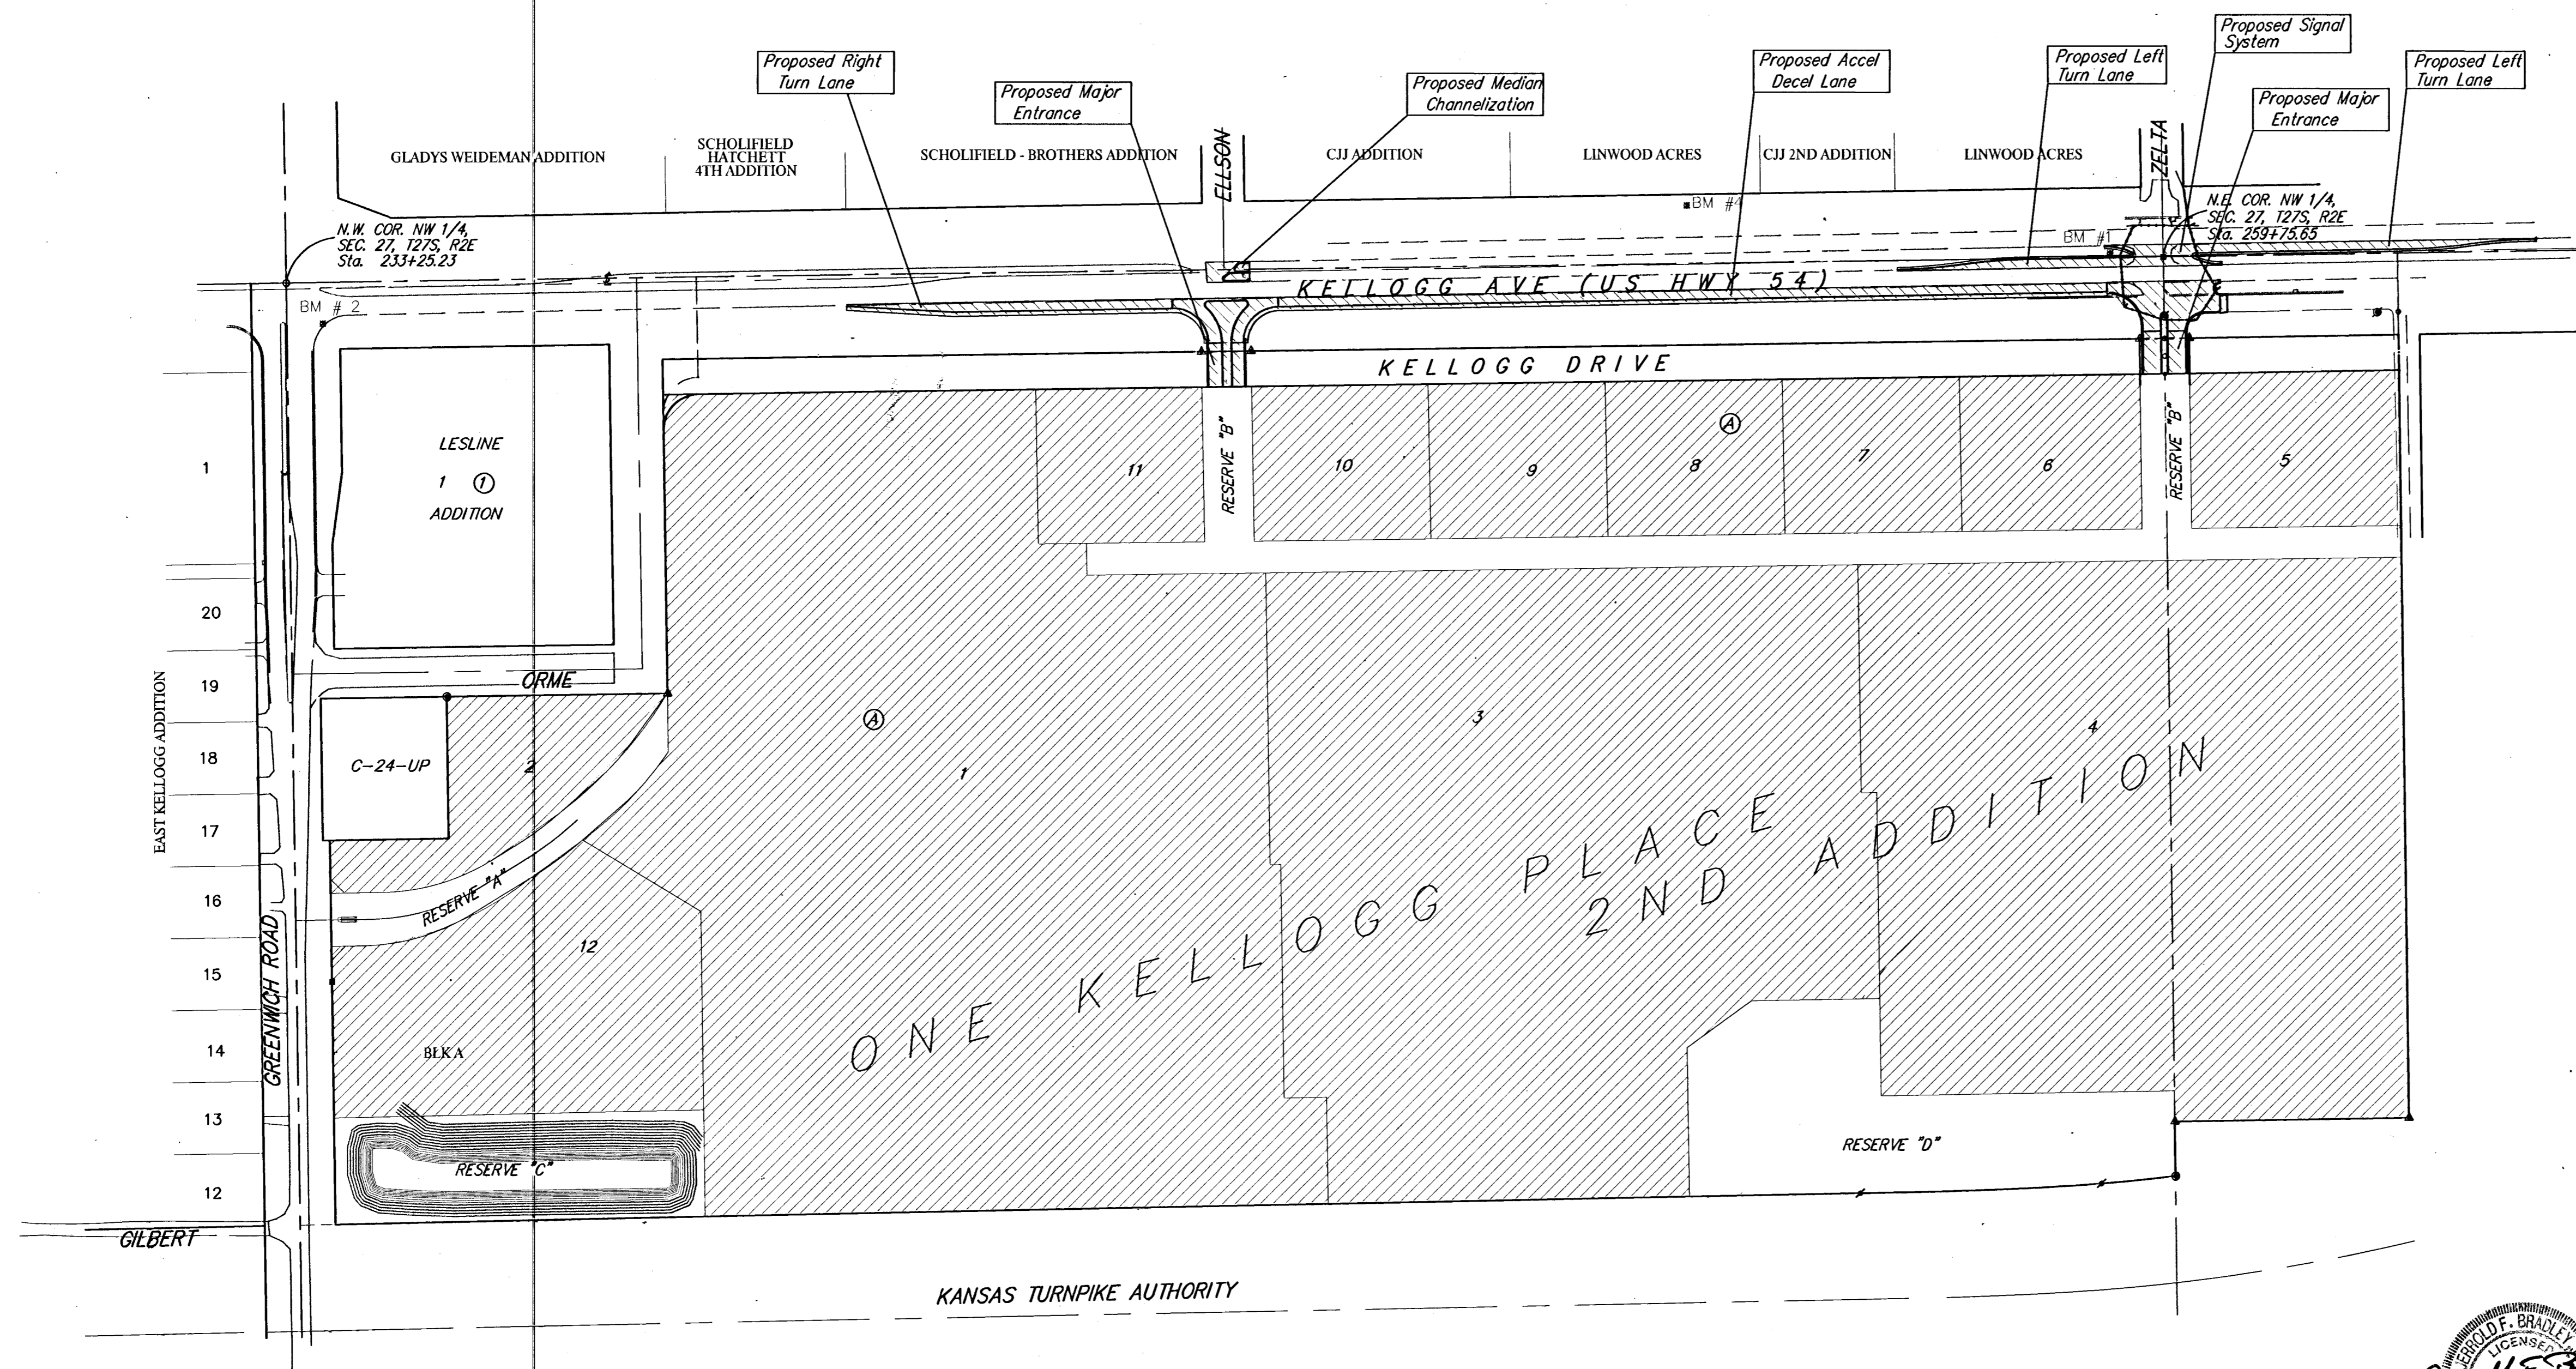 Proposed Signal
System
Proposed Right
Turn Lane
Proposed Major
Entrance
Proposed Median
Channelization
Proposed Accel
Decel Lane
Proposed Left
Turn Lane
Proposed Left
Turn Lane
Proposed Major
Entrance
GLADYS WEIDEMAN ADDITION
SCHOLIFIELD
HATCHETT
4TH ADDITION
SCHOLIFIELD - BROTHERS ADDITION
ELLSON
CJJ ADDITION
LINWOOD ACRES
CJJ 2ND ADDITION
LINWOOD ACRES
ZELTA
N.W. COR. NW 1/4,
SEC. 27, T27S, R2E
Sta. 233+25.23
BM #4
N.E. COR. NW 1/4,
SEC. 27, T27S, R2E
Sta. 259+75.65
BM #1
BM # 2
KELLOGG AVE (US HWY 54)
KELLOGG DRIVE
LESLINE
1 1
ADDITION
11
RESERVE "B"
10
9
A
8
7
6
RESERVE "B"
5
1
20
19
18
17
16
15
14
13
12
EAST KELLOGG ADDITION
GREENWICH ROAD
ORME
C-24-UP
2
RESERVE "A"
12
BLK A
RESERVE "C"
A
1
3
4
ONE KELLOGG PLACE
2ND ADDITION
RESERVE "D"
GILBERT
KANSAS TURNPIKE AUTHORITY
JERROLD F. BRADLEY
LICENSED